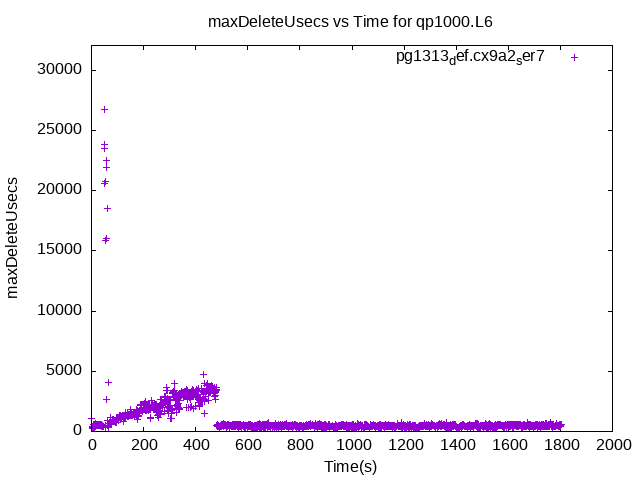 maxDeleteUsecs vs Time for qp1000.L6
pg1313def.cx9a2ser7
30000
25000
20000
15000
10000
5000
0
maxDeleteUsecs
0 200 400 600 800 1000 1200 1400 1600 1800 2000
Time(s)